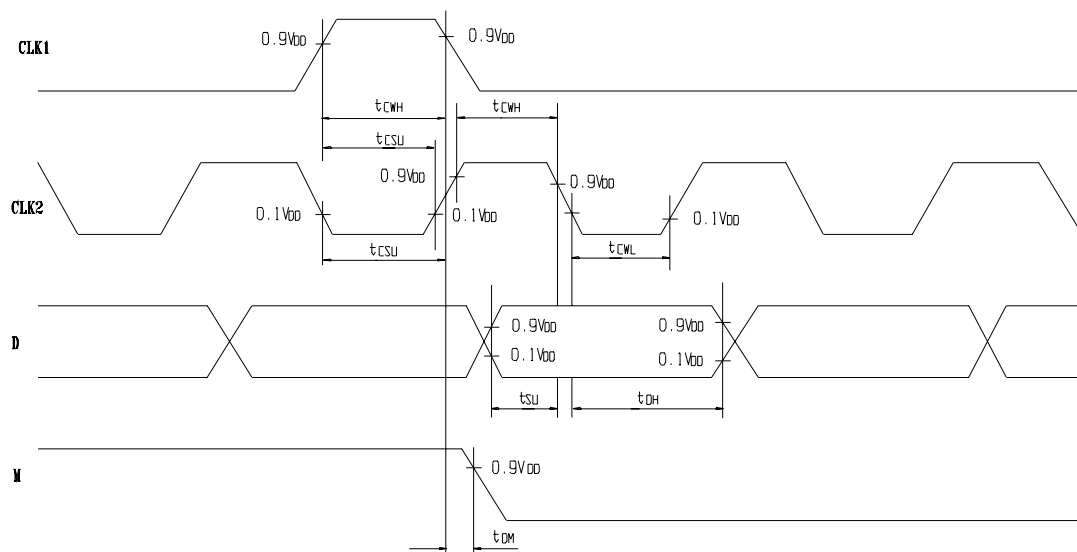 CLK1
0.9VDD
0.9VDD
tCWH
tCWH
tCSU
CLK2
0.9VDD
0.9VDD
0.1VDD
0.1VDD
0.1VDD
tCSU
tCWL
D
0.9VDD
0.9VDD
0.1VDD
0.1VDD
tSU
tDH
M
0.9VDD
tDM